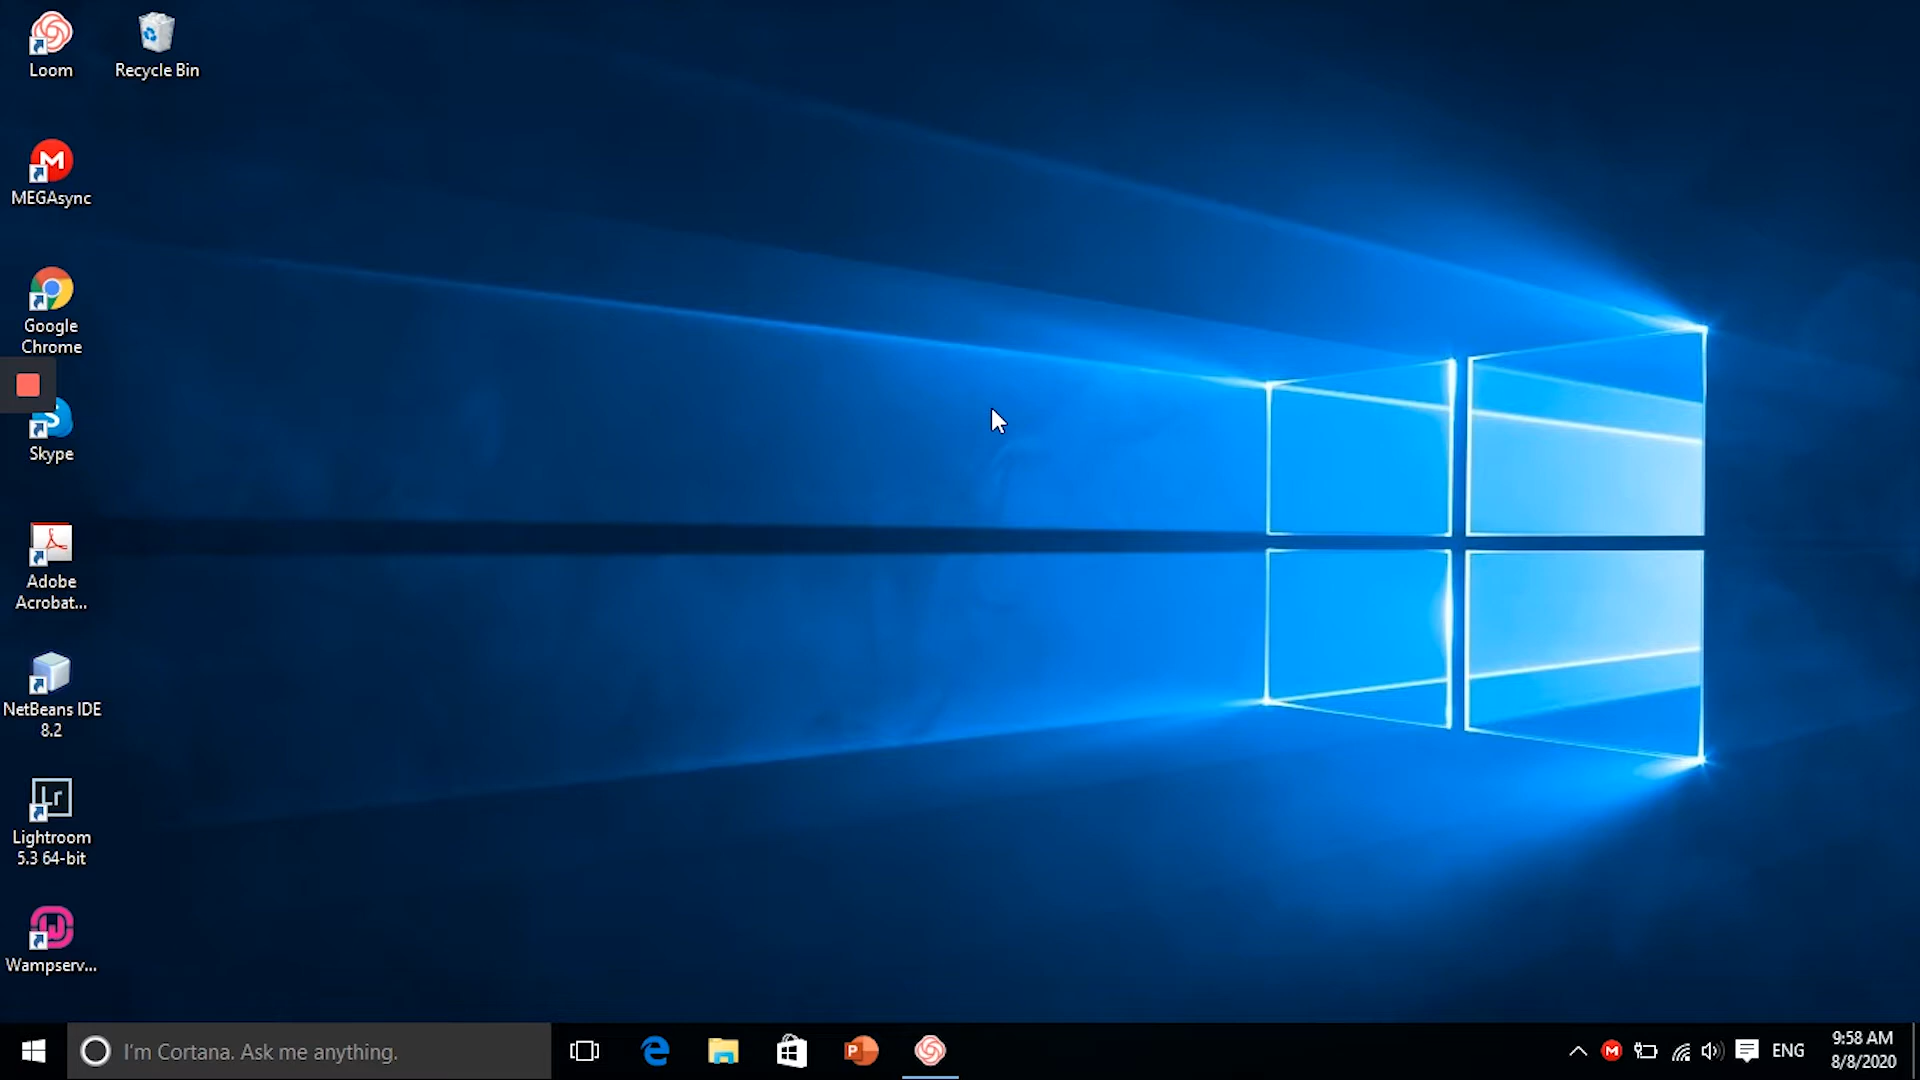 Loom
Recycle Bin
MEGAsync
Google
Chrome
Skype
Adobe
Acrobat...
NetBeans IDE
8.2
Lr
Lightroom
5.3 64-bit
Wampserv...
I'm Cortana. Ask me anything.
ENG
9:58 AM
8/8/2020